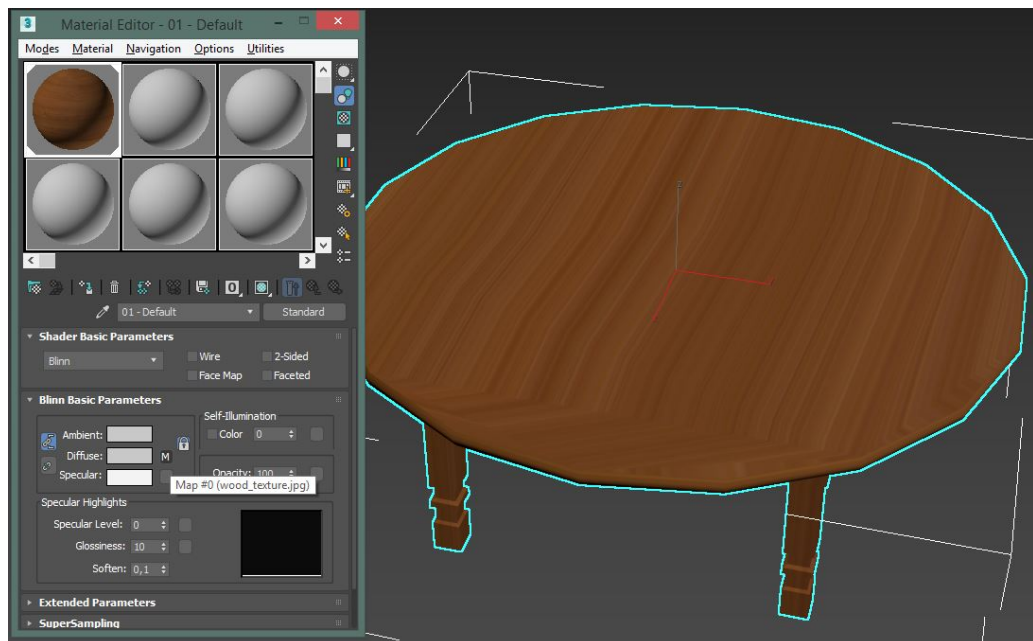 3
Material Editor - 01 - Default
Modes Material Navigation Options Utilities
0
01 - Default
Standard
Shader Basic Parameters
Blinn
Wire
2-Sided
Face Map
Faceted
Blinn Basic Parameters
Self-Illumination
Ambient:
Color 0
Diffuse:
M
Specular:
Opacity: 100
Map #0 (wood_texture.jpg)
Specular Highlights
Specular Level: 0
Glossiness: 10
Soften: 0,1
Extended Parameters
SuperSampling